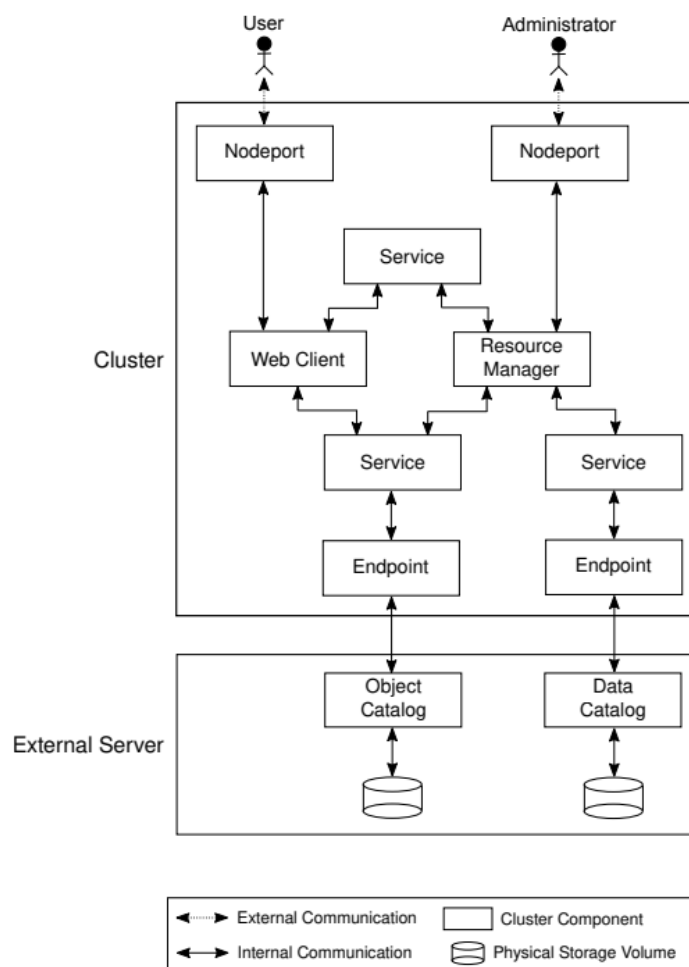 User
Administrator
Nodeport
Nodeport
Service
Cluster
Web Client
Resource
Manager
Service
Service
Endpoint
Endpoint
External Server
Object
Catalog
Data
Catalog
External Communication
Cluster Component
Internal Communication
Physical Storage Volume